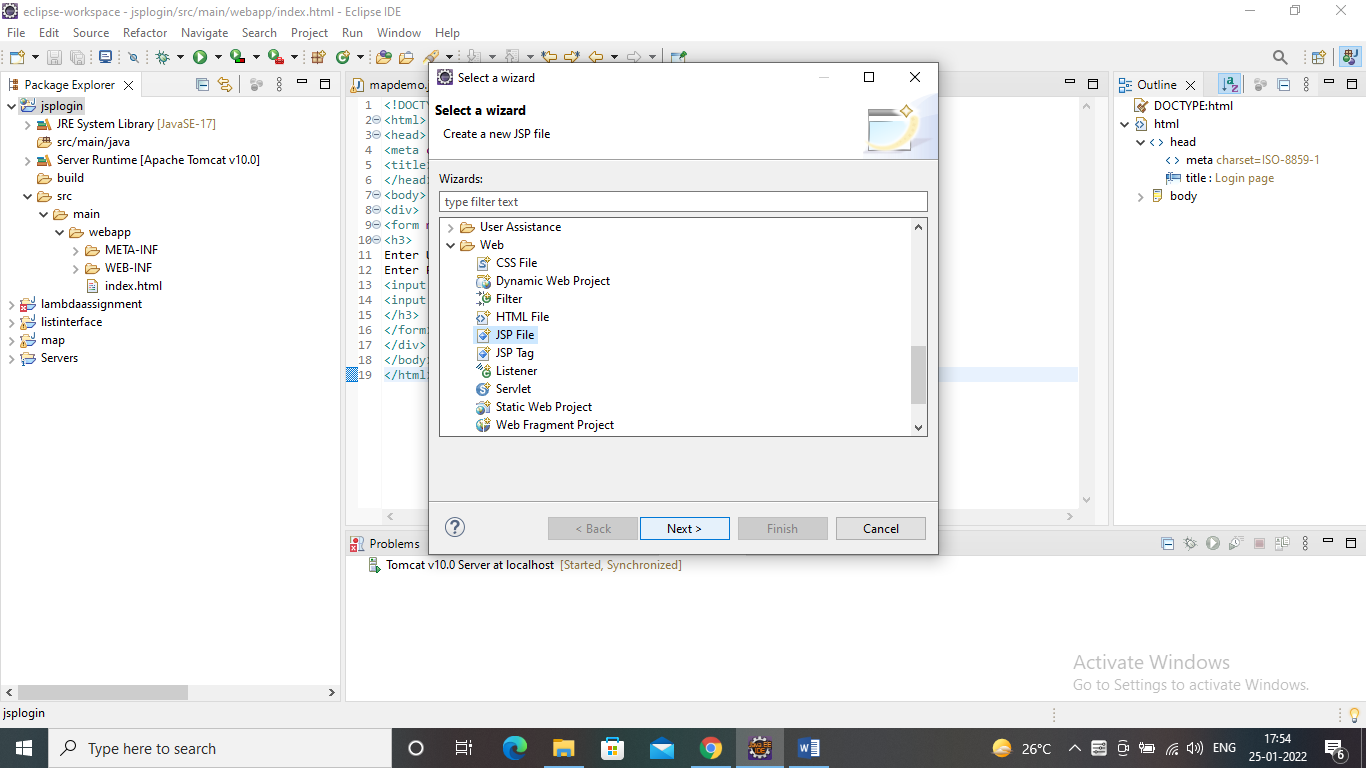 eclipse-workspace - jsplogin/src/main/webapp/index.html - Eclipse IDE
File Edit Source Refactor Navigate Search Project Run Window Help
Package Explorer
jsplogin
JRE System Library [JavaSE-17]
src/main/java
Server Runtime [Apache Tomcat v10.0]
build
src
main
webapp
META-INF
WEB-INF
index.html
lambdaassignment
listinterface
map
Servers
mapdemo.
1 <!DOCTY
2 <html>
3 <head>
4 <meta
5 <title
6 </head
7 <body>
8 <div>
9 <form
10 <h3>
11 Enter
12 Enter
13 <input
14 <input
15 </h3>
16 </form
17 </div>
18 </body
19 </html
Select a wizard
Select a wizard
Create a new JSP file
Wizards:
type filter text
User Assistance
Web
CSS File
Dynamic Web Project
Filter
HTML File
JSP File
JSP Tag
Listener
Servlet
Static Web Project
Web Fragment Project
? < Back Next > Finish Cancel
Outline
DOCTYPE:html
html
head
meta charset=ISO-8859-1
title : Login page
body
Problems
Tomcat v10.0 Server at localhost [Started, Synchronized]
Activate Windows
Go to Settings to activate Windows.
jsplogin
Type here to search
26°C
ENG
17:54
25-01-2022
6